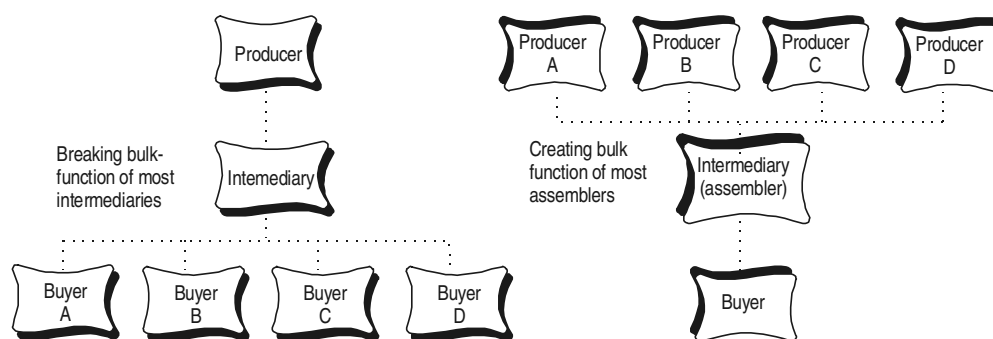 Producer
Breaking bulk-
function of most
intermediaries
Intemediary
Buyer
A
Buyer
B
Buyer
C
Buyer
D
Producer
A
Producer
B
Producer
C
Producer
D
Creating bulk
function of most
assemblers
Intermediary
(assembler)
Buyer